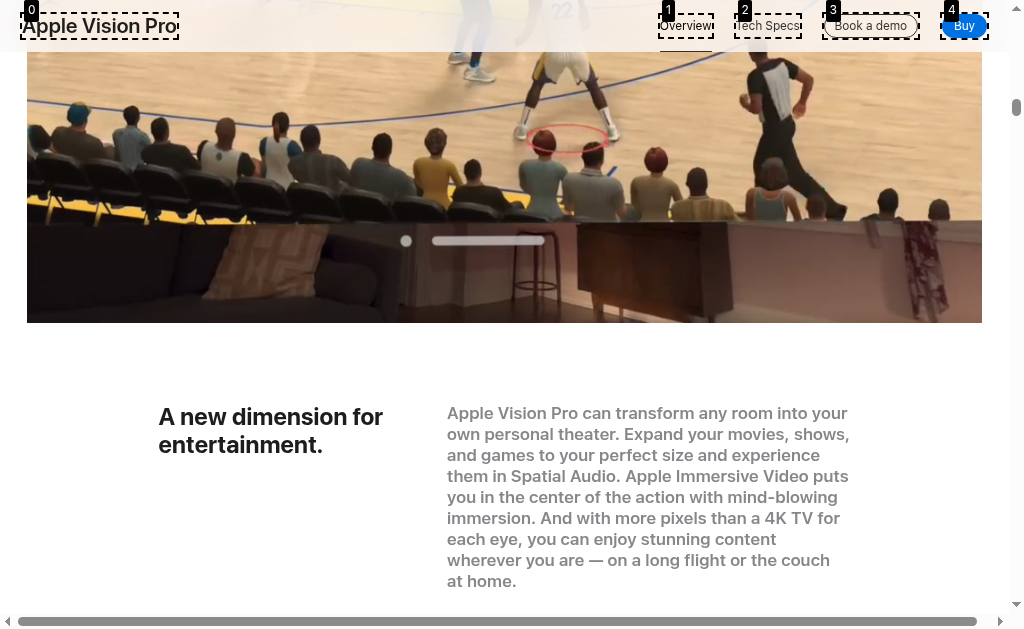 Apple Vision Pro
0
1
2
3
4
Overview
Tech Specs
Book a demo
Buy
22
A new dimension for
entertainment.
Apple Vision Pro can transform any room into your
own personal theater. Expand your movies, shows,
and games to your perfect size and experience
them in Spatial Audio. Apple Immersive Video puts
you in the center of the action with mind-blowing
immersion. And with more pixels than a 4K TV for
each eye, you can enjoy stunning content
wherever you are — on a long flight or the couch
at home.